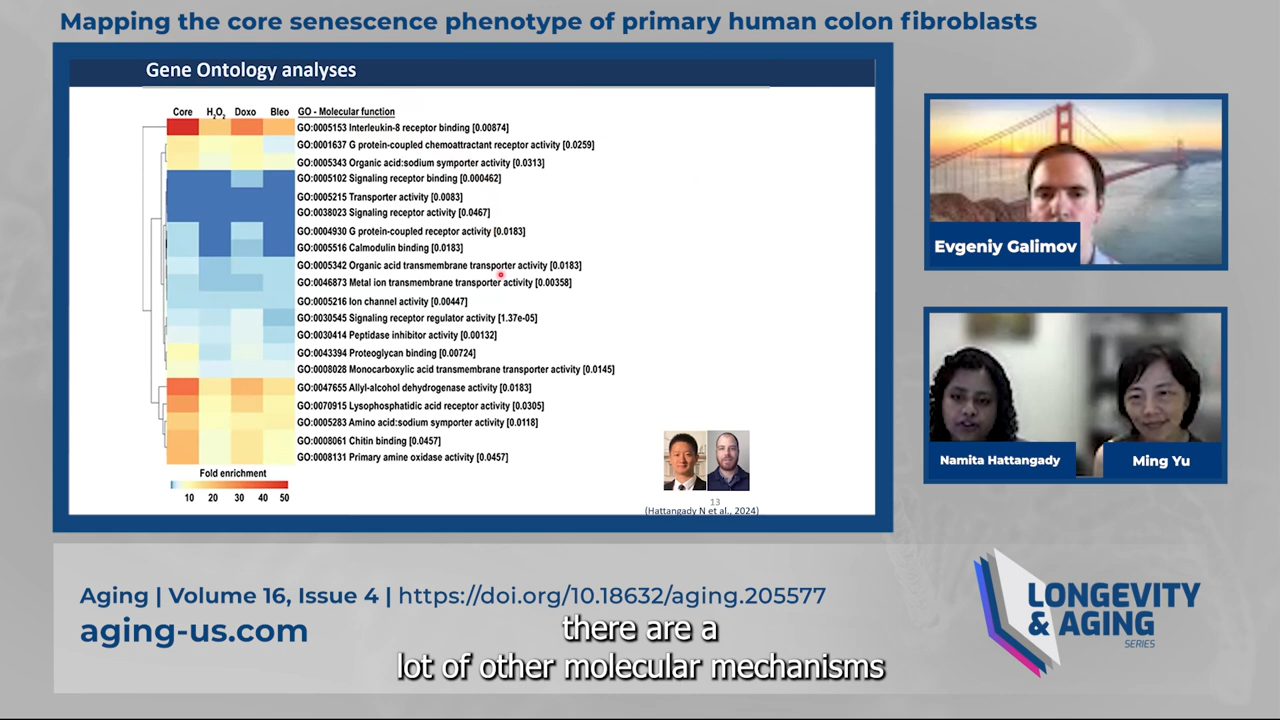 Mapping the core senescence phenotype of primary human colon fibroblasts
Gene Ontology analyses
Core H2O2 Doxo Bleo GO - Molecular function
GO:0005153 Interleukin-8 receptor binding [0.00874]
GO:0001637 G protein-coupled chemoattractant receptor activity [0.0259]
GO:0005343 Organic acid:sodium symporter activity [0.0313]
GO:0005102 Signaling receptor binding [0.000462]
GO:0005215 Transporter activity [0.0083]
GO:0038023 Signaling receptor activity [0.0467]
GO:0004930 G protein-coupled receptor activity [0.0183]
GO:0005516 Calmodulin binding [0.0183]
GO:0005342 Organic acid transmembrane transporter activity [0.0183]
GO:0046873 Metal ion transmembrane transporter activity [0.00358]
GO:0005216 Ion channel activity [0.00447]
GO:0030545 Signaling receptor regulator activity [1.37e-05]
GO:0030414 Peptidase inhibitor activity [0.00132]
GO:0043394 Proteoglycan binding [0.00724]
GO:0008028 Monocarboxylic acid transmembrane transporter activity [0.0145]
GO:0047655 Allyl-alcohol dehydrogenase activity [0.0183]
GO:0070915 Lysophosphatidic acid receptor activity [0.0305]
GO:0005283 Amino acid:sodium symporter activity [0.0118]
GO:0008061 Chitin binding [0.0457]
GO:0008131 Primary amine oxidase activity [0.0457]
Fold enrichment
10 20 30 40 50
13
(Hattangady N et al., 2024)
Evgeniy Galimov
Namita Hattangady
Ming Yu
Aging | Volume 16, Issue 4 | https://doi.org/10.18632/aging.205577
aging-us.com
LONGEVITY
& AGING
SERIES
there are a
lot of other molecular mechanisms